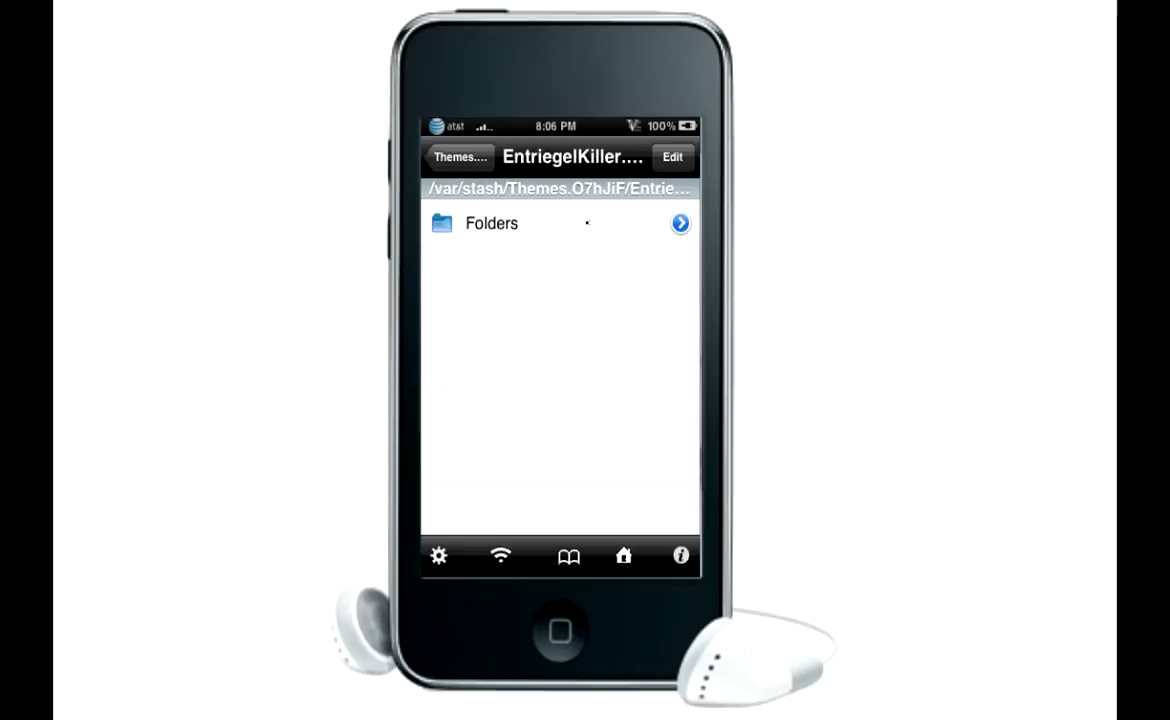 at&t 8:06 PM 100%
Themes.... EntriegelKiller.... Edit
/var/stash/Themes.O7hJiF/Entrie...
Folders